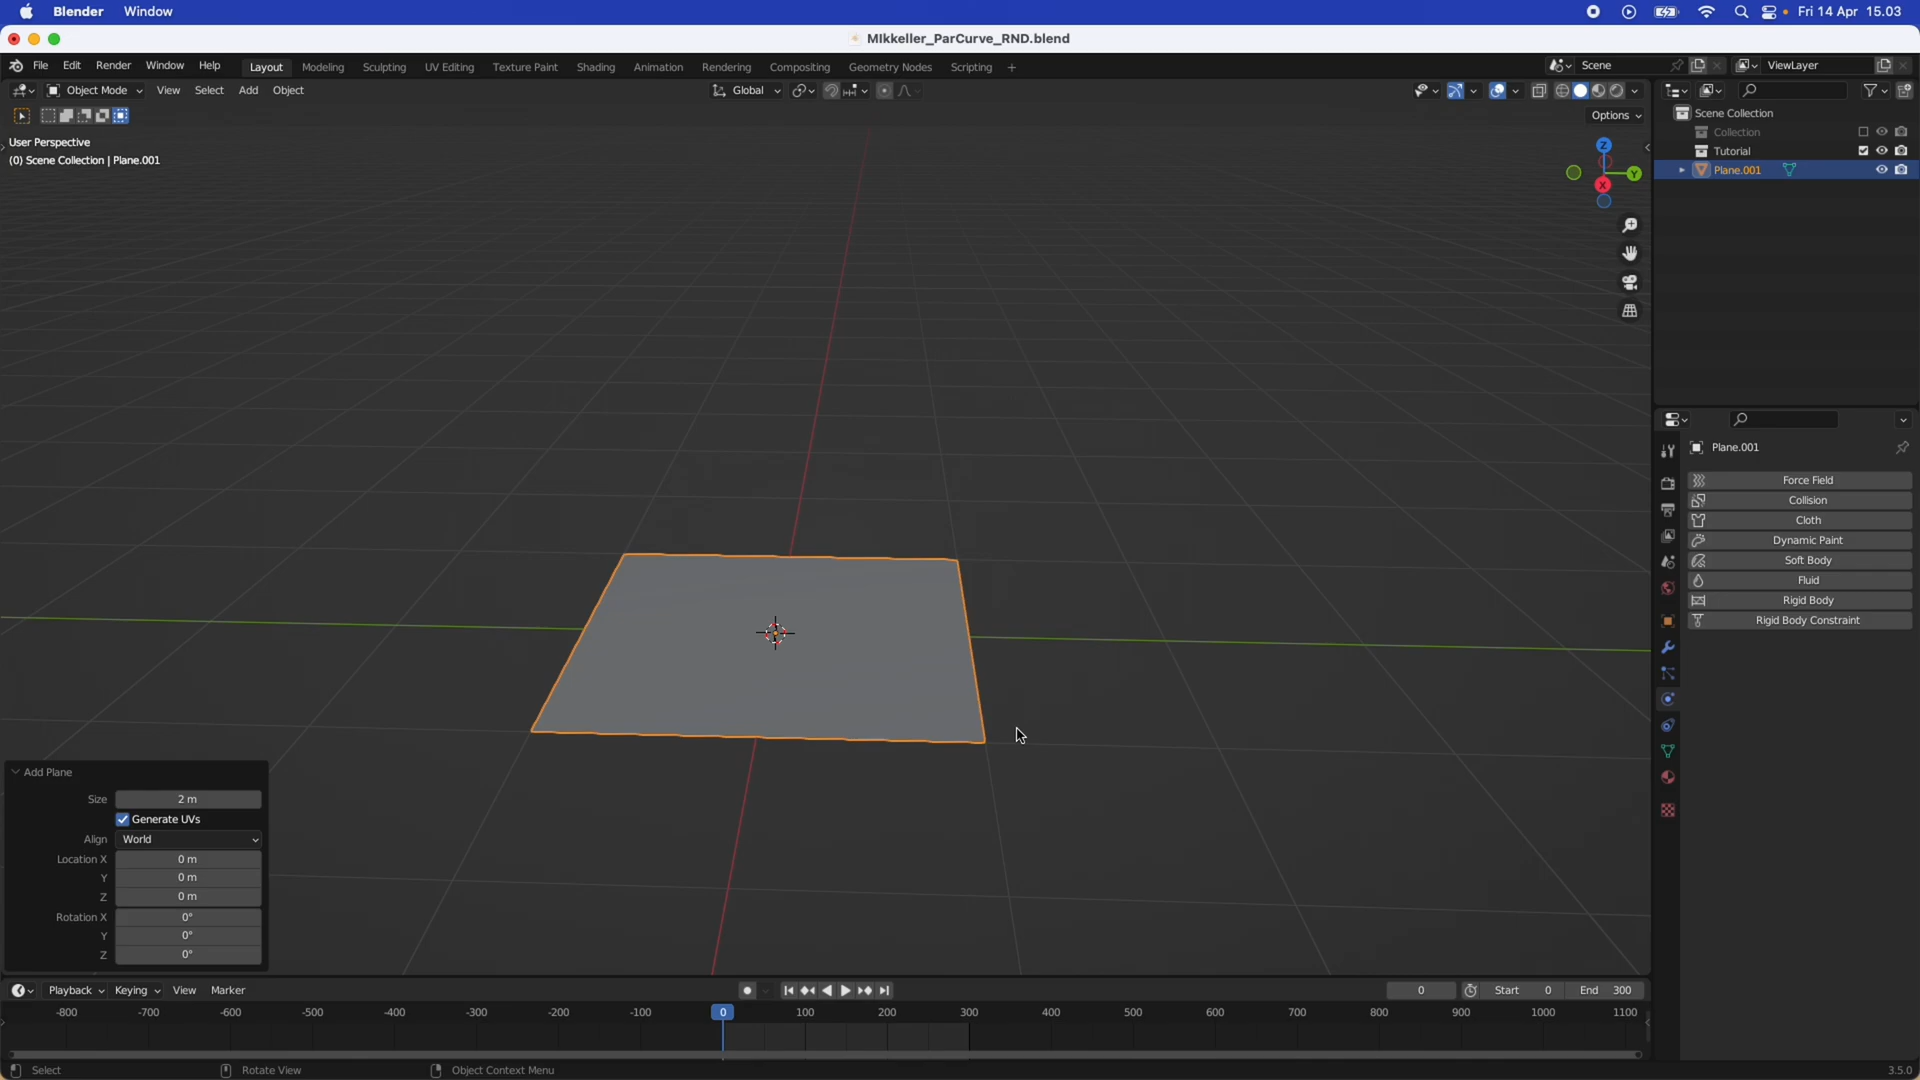 Blender Window Fri 14 Apr 15.03
MIkkeller_ParCurve_RND.blend
File Edit Render Window Help Layout Modeling Sculpting UV Editing Texture Paint Shading Animation Rendering Compositing Geometry Nodes Scripting + Scene ViewLayer
Object Mode View Select Add Object Global
Options
User Perspective
(0) Scene Collection | Plane.001
Z
Y
X
Scene Collection
Collection
Tutorial
Plane.001
Plane.001
Force Field
Collision
Cloth
Dynamic Paint
Soft Body
Fluid
Rigid Body
Rigid Body Constraint
Add Plane
Size 2 m
Generate UVs
Align World
Location X 0 m
Y 0 m
Z 0 m
Rotation X 0°
Y 0°
Z 0°
Playback Keying View Marker 0 Start 0 End 300
-800 -700 -600 -500 -400 -300 -200 -100 0 100 200 300 400 500 600 700 800 900 1000 1100
Select Rotate View Object Context Menu 3.5.0